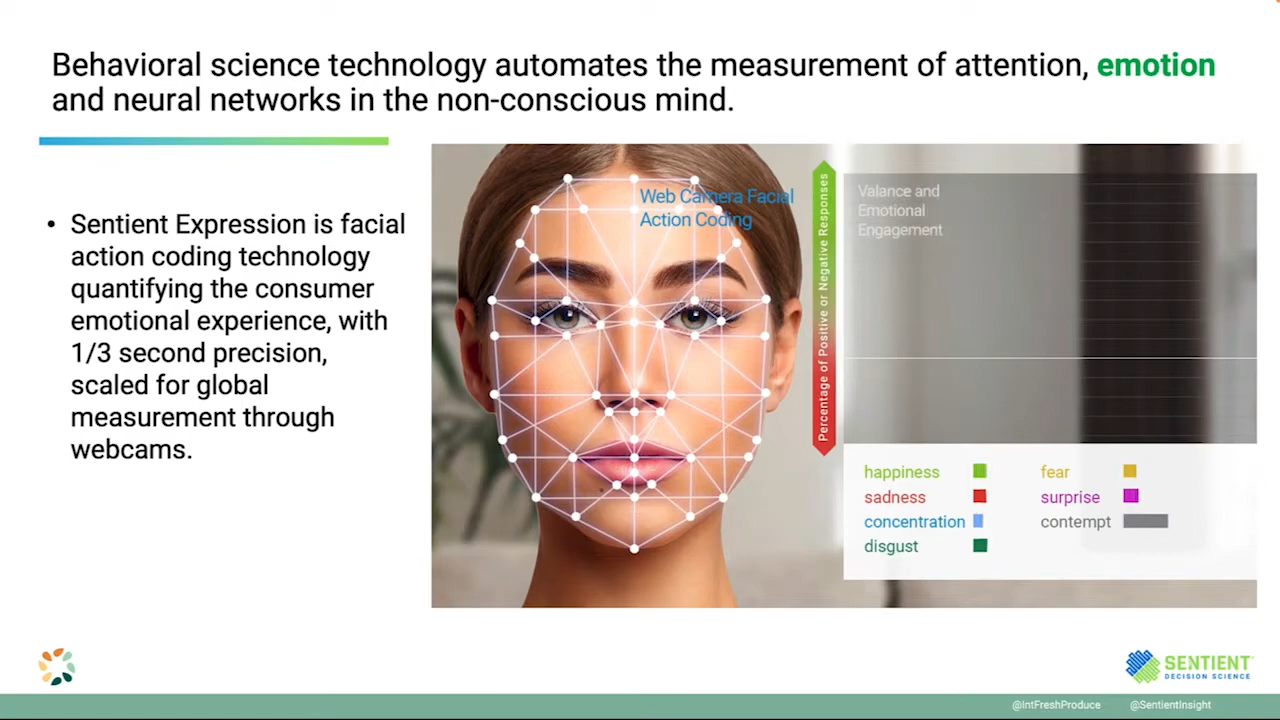 Behavioral science technology automates the measurement of attention, emotion
and neural networks in the non-conscious mind.
• Sentient Expression is facial
action coding technology
quantifying the consumer
emotional experience, with
1/3 second precision,
scaled for global
measurement through
webcams.
Web Camera Facial
Action Coding
Percentage of Positive or Negative Responses
Valance and
Emotional
Engagement
happiness
sadness
concentration
disgust
fear
surprise
contempt
SENTIENT
DECISION SCIENCE
@IntFreshProduce
@SentientInsight